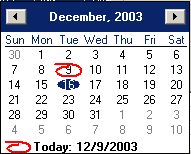 December, 2003
Sun Mon Tue Wed Thu Fri Sat
30 1 2 3 4 5 6
7 8 9 10 11 12 13
14 15 16 17 18 19 20
21 22 23 24 25 26 27
28 29 30 31 1 2 3
4 5 6 7 8 9 10
Today: 12/9/2003